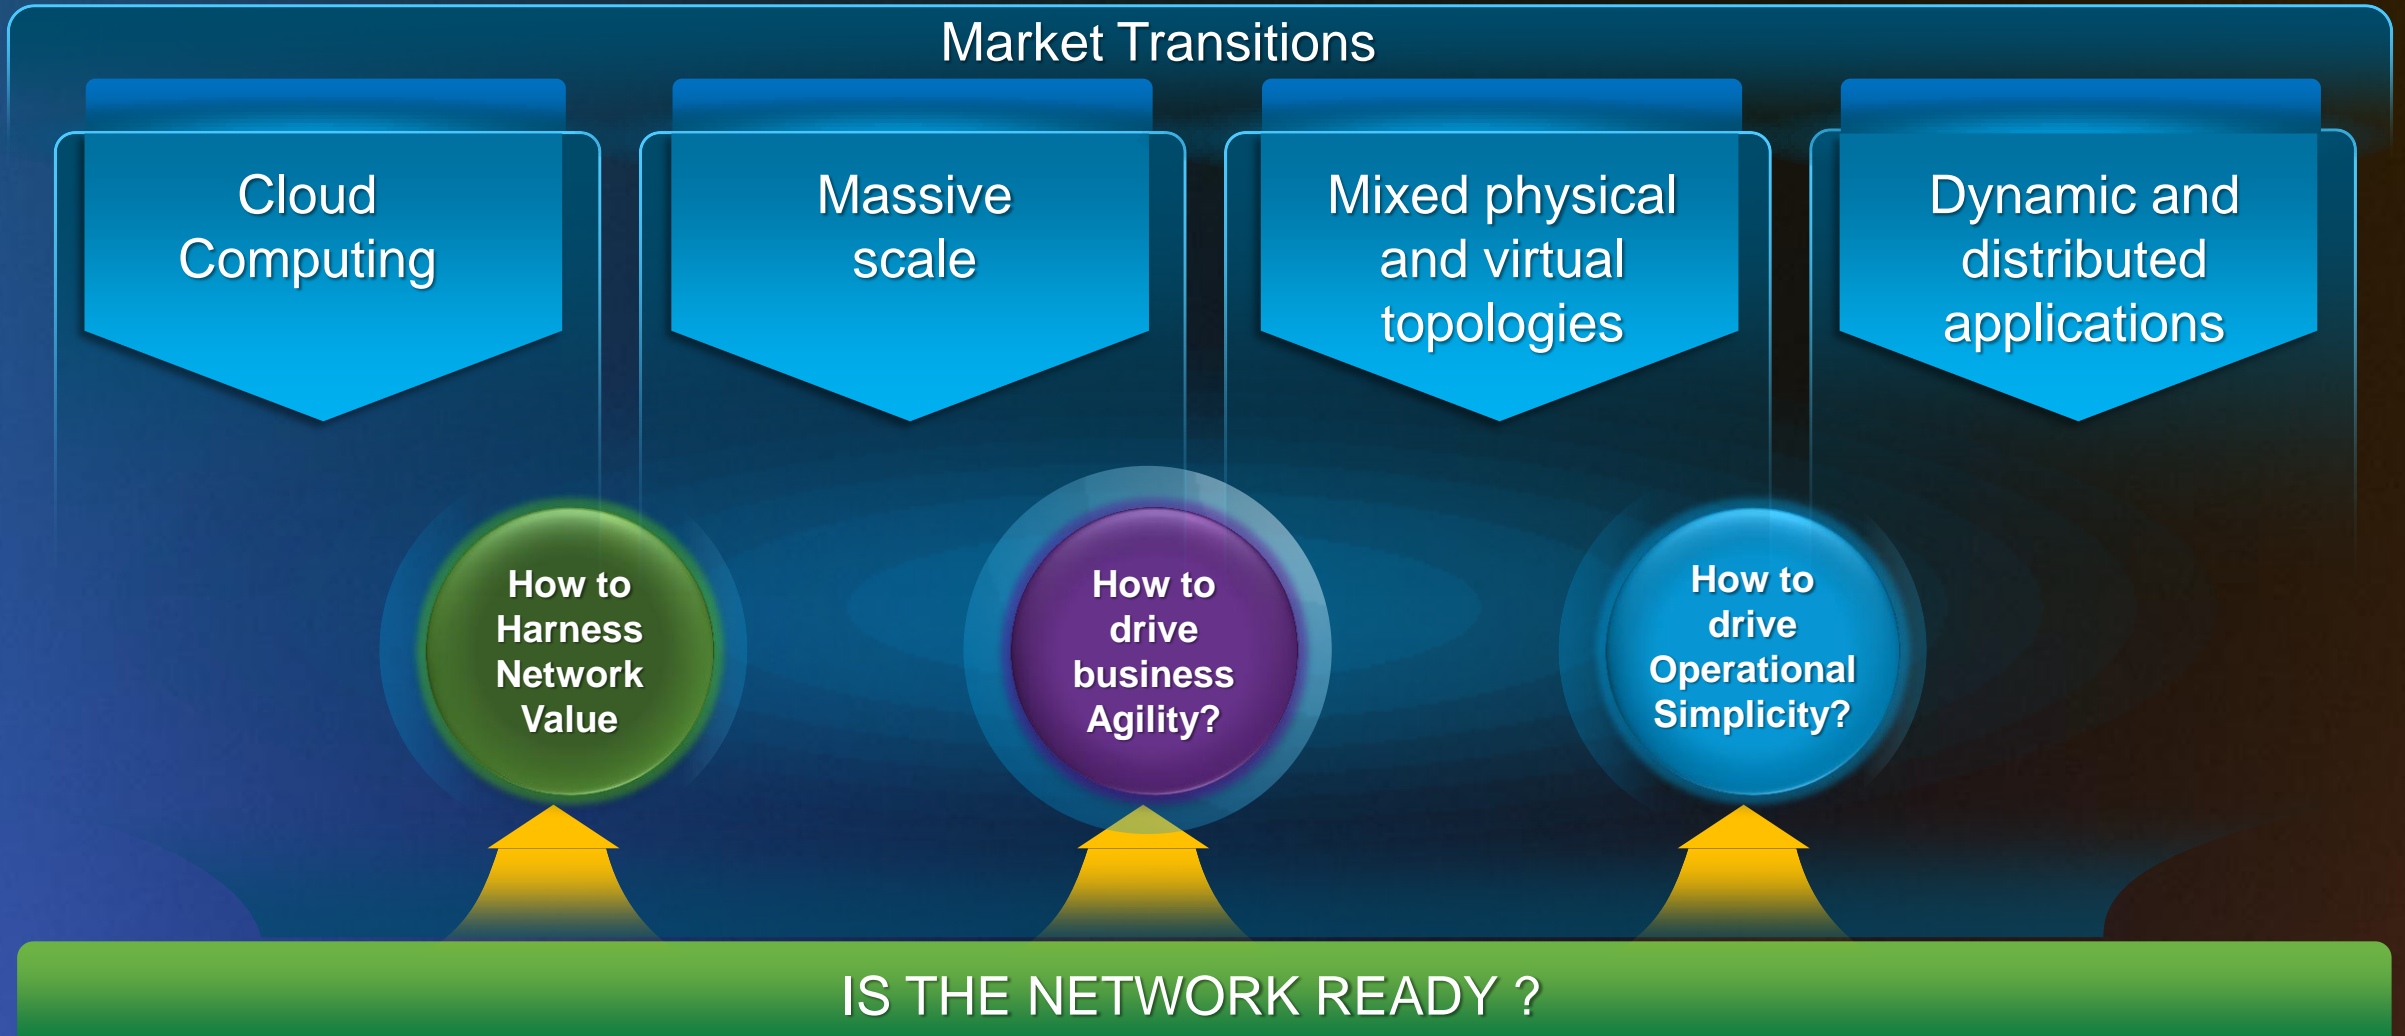 Market Transitions
Cloud
Computing
Massive
scale
Mixed physical
and virtual
topologies
Dynamic and
distributed
applications
How to
Harness
Network
Value
How to
drive
business
Agility?
How to
drive
Operational
Simplicity?
IS THE NETWORK READY ?